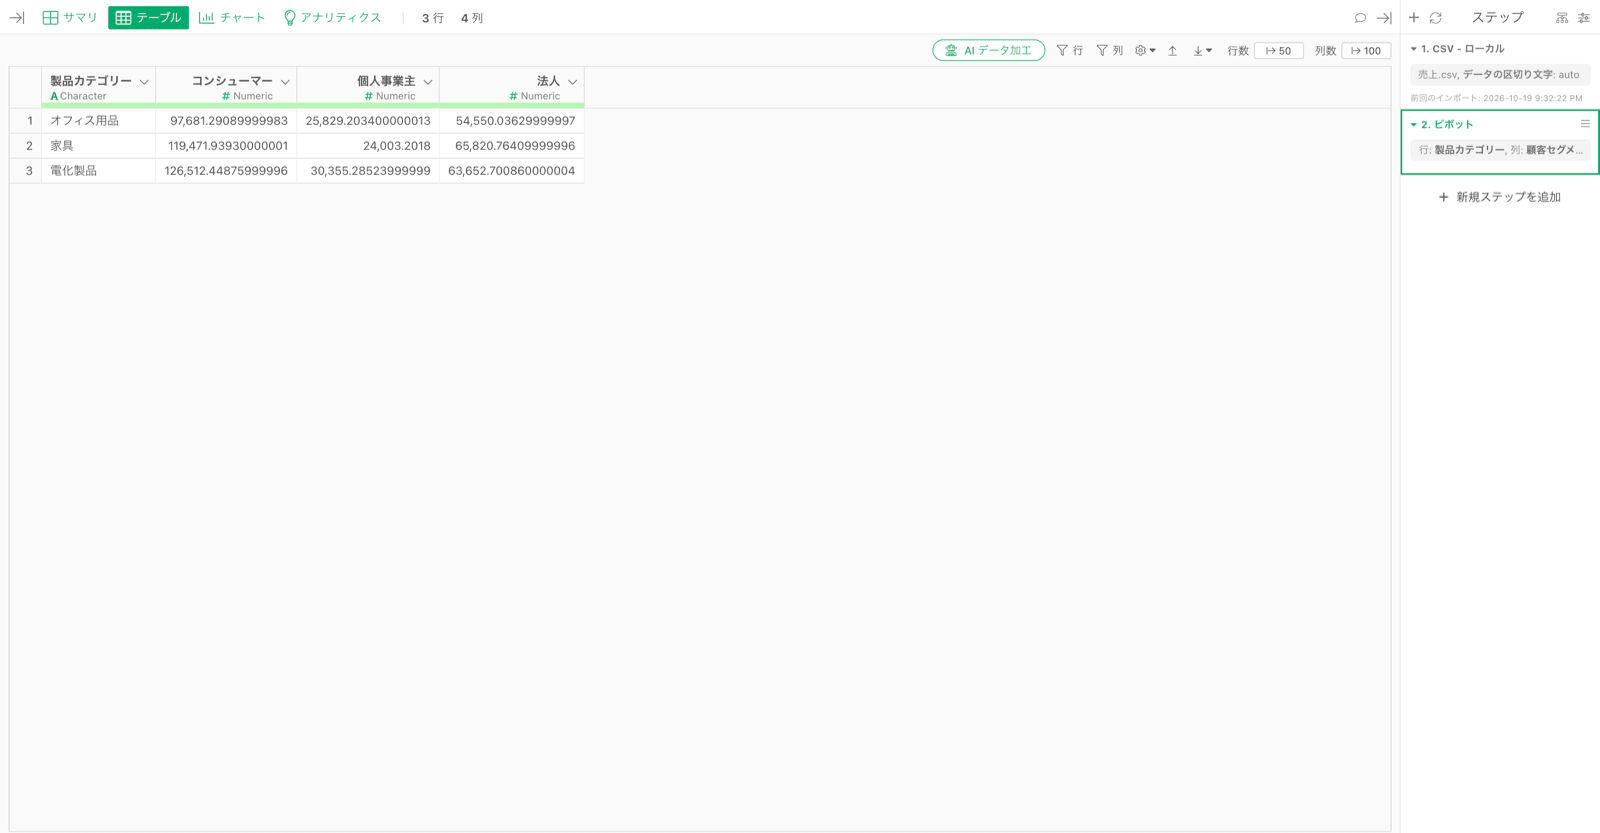 サマリ テーブル チャート アナリティクス 3 行 4 列 ステップ
AI データ加工 行 列 行数 50 列数 100
製品カテゴリー コンシューマー 個人事業主 法人
A Character # Numeric # Numeric # Numeric
1 オフィス用品 97,681.29089999983 25,829.203400000013 54,550.03629999997
2 家具 119,471.93930000001 24,003.2018 65,820.76409999996
3 電化製品 126,512.44875999996 30,355.28523999999 63,652.700860000004
1. CSV - ローカル
売上.csv, データの区切り文字: auto
前回のインポート: 2026-10-19 9:32:22 PM
2. ピボット
行: 製品カテゴリー, 列: 顧客セグメ...
+ 新規ステップを追加